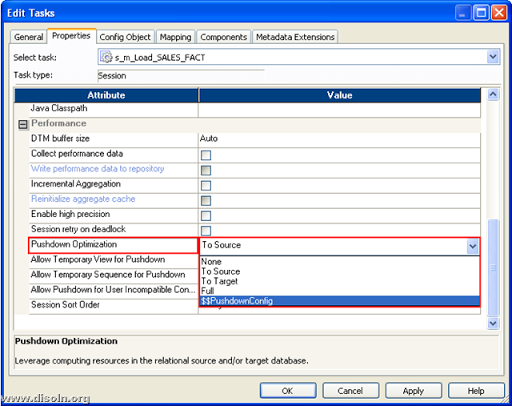 Edit Tasks
General Properties Config Object Mapping Components Metadata Extensions
Select task: s_m_Load_SALES_FACT
Task type: Session
Attribute Value
Java Classpath
Performance
DTM buffer size Auto
Collect performance data
Write performance data to repository
Incremental Aggregation
Reinitialize aggregate cache
Enable high precision
Session retry on deadlock
Pushdown Optimization To Source
None
Allow Temporary View for Pushdown
To Source
Allow Temporary Sequence for Pushdown
To Target
Allow Pushdown for User Incompatible Con...
Full
Session Sort Order
$$PushdownConfig
Pushdown Optimization
Leverage computing resources in the relational source and/or target database.
OK Cancel Apply Help
www.disoln.org